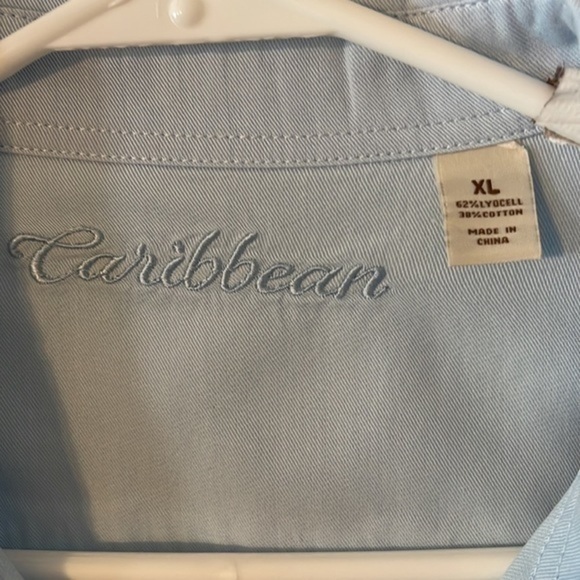 Caribbean
XL
62% LYOCELL
38% COTTON
MADE IN
CHINA